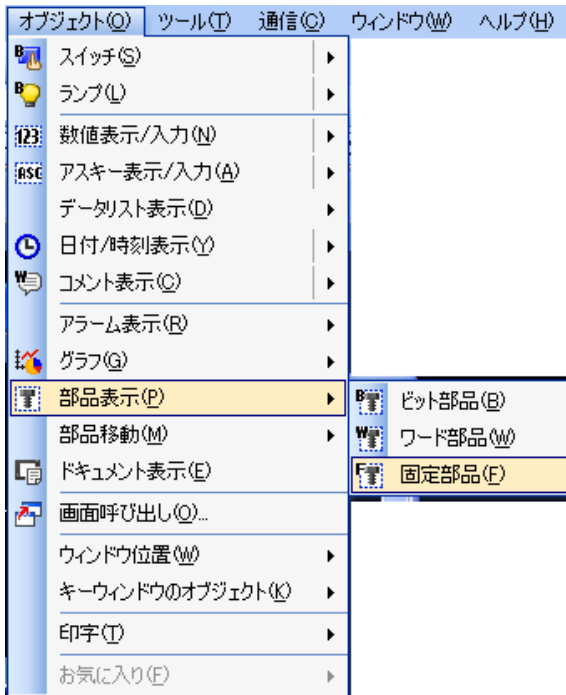 オブジェクト(O) ツール(T) 通信(C) ウィンドウ(W) ヘルプ(H)
B スイッチ(S)
B ランプ(L)
123 数値表示/入力(N)
ASC アスキー表示/入力(A)
データリスト表示(D)
日付/時刻表示(Y)
W コメント表示(C)
アラーム表示(R)
グラフ(G)
部品表示(P)
B ビット部品(B)
部品移動(M)
W ワード部品(W)
ドキュメント表示(E)
F 固定部品(F)
画面呼び出し(O)...
ウィンドウ位置(W)
キーウィンドウのオブジェクト(K)
印字(T)
お気に入り(F)